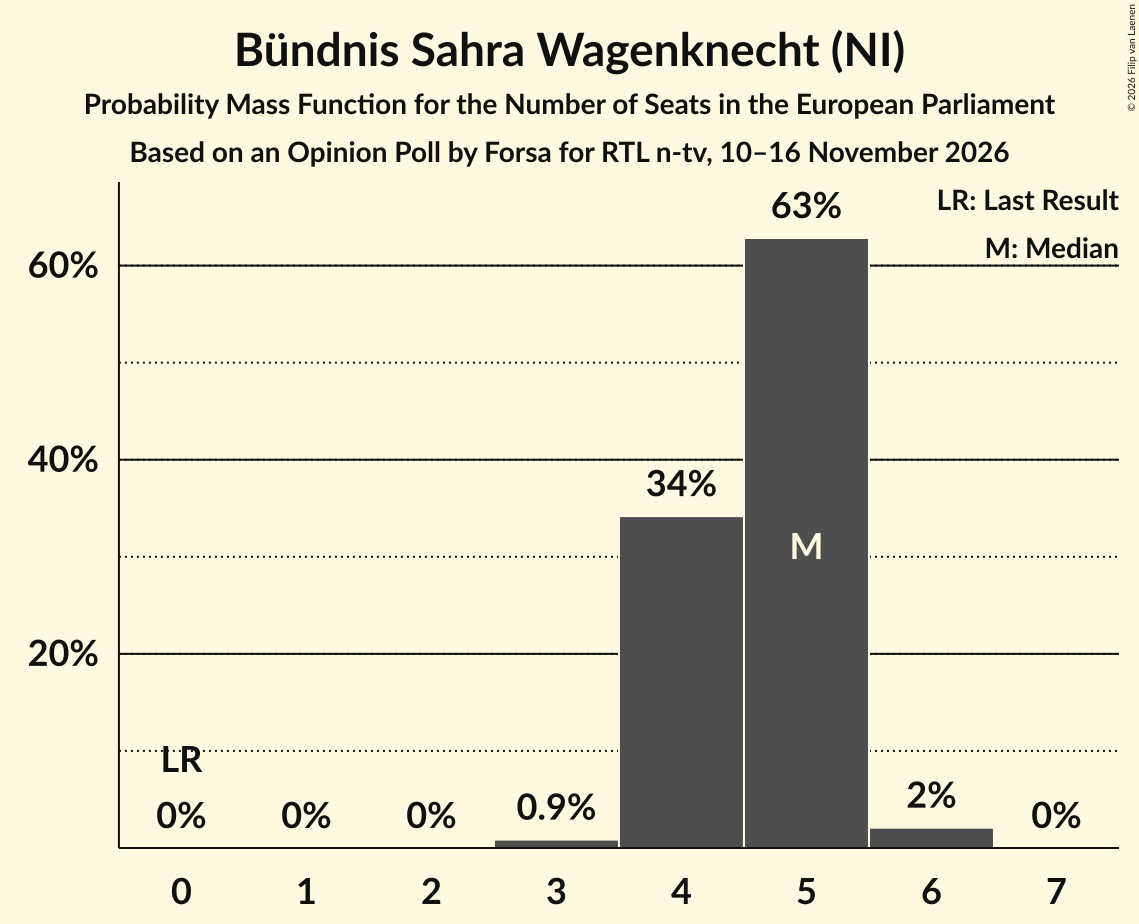 Bündnis Sahra Wagenknecht (NI)
Probability Mass Function for the Number of Seats in the European Parliament
Based on an Opinion Poll by Forsa for RTL n-tv, 10–16 November 2026
© 2026 Filip van Laenen
LR: Last Result
M: Median
60%
40%
20%
63%
34%
M
LR
0%
0%
0%
0.9%
2%
0%
0 1 2 3 4 5 6 7